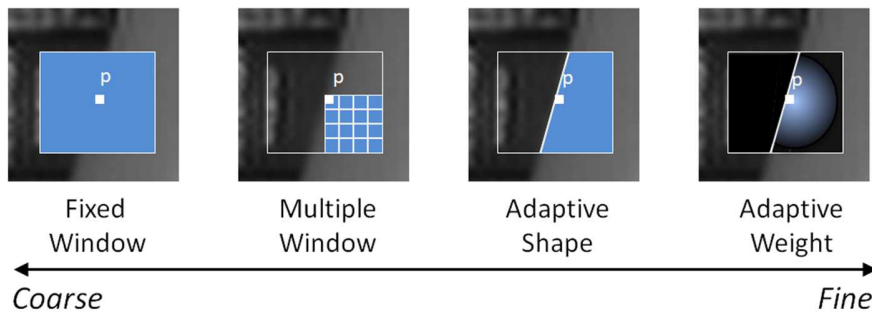 p
p
p
p
Fixed
Window
Multiple
Window
Adaptive
Shape
Adaptive
Weight
Coarse
Fine